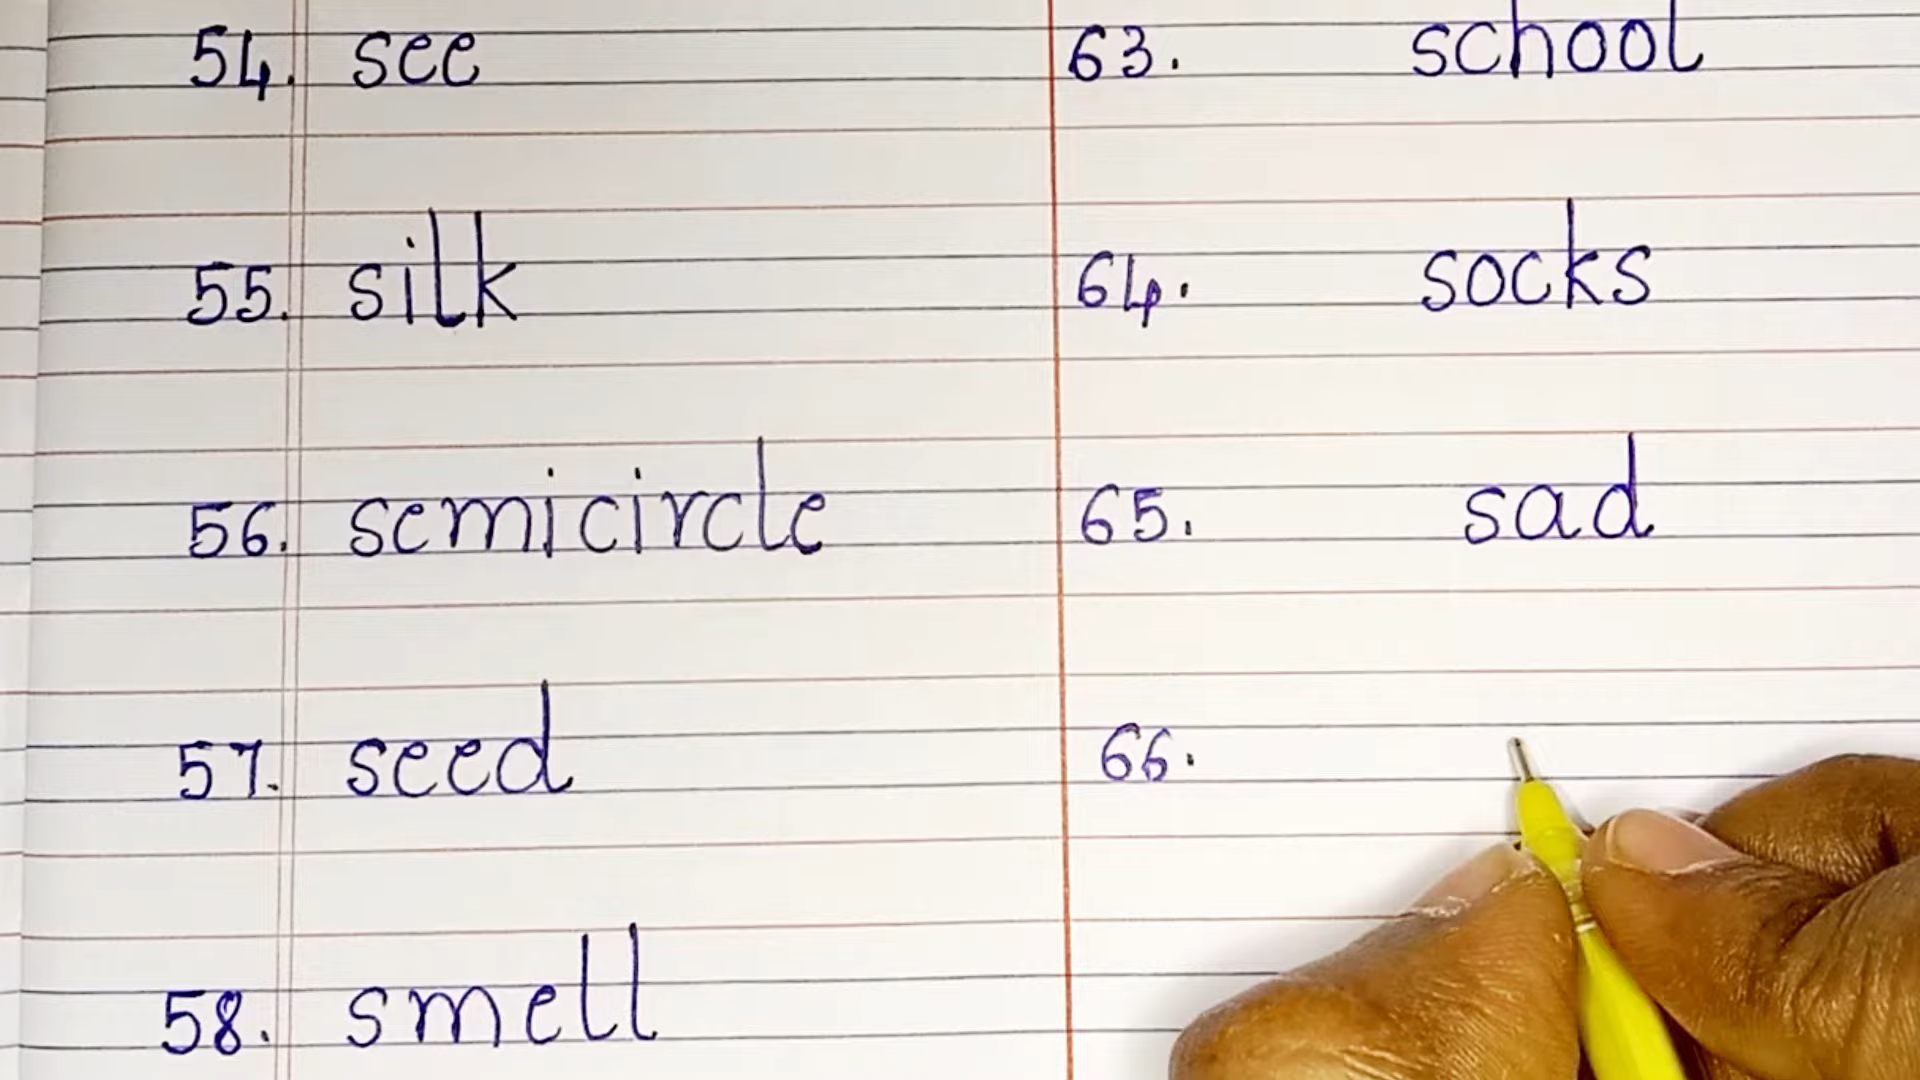 54. see
55. silk
56. semicircle
57. seed
58. smell
63. school
64. socks
65. sad
66.